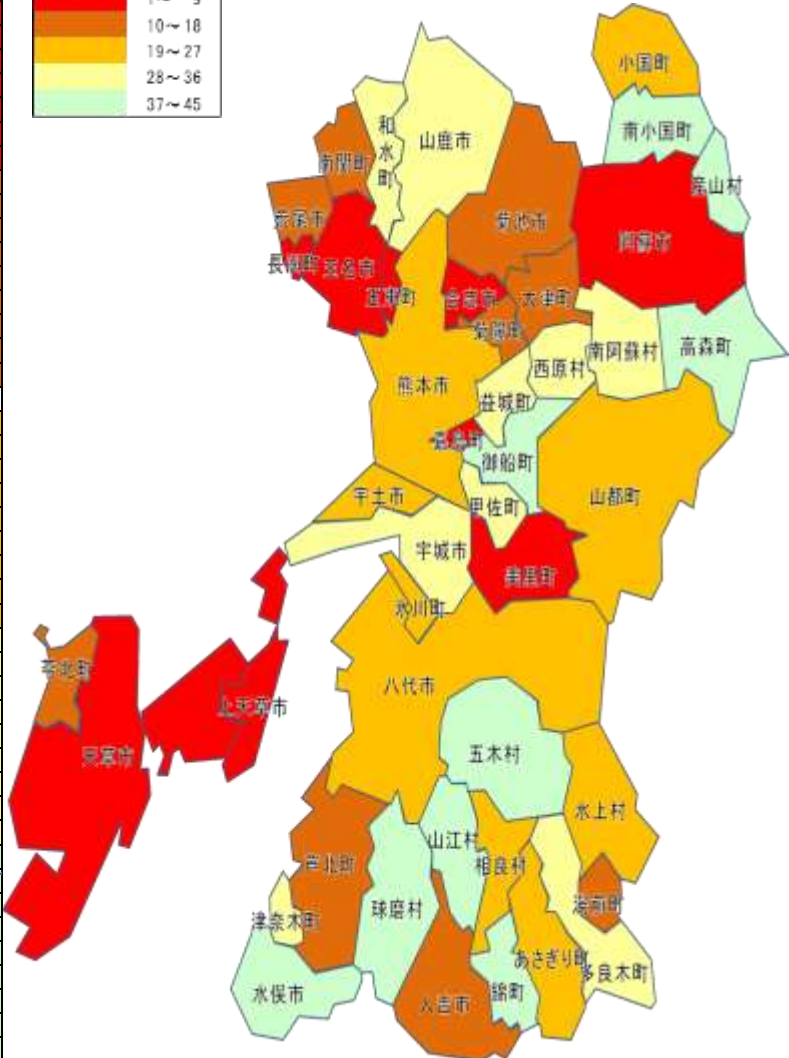 10～18
19～27
28～36
37～45
小国町
南小国町
産山村
和水町
山鹿市
南関町
荒尾市
菊池市
阿蘇市
長洲町
玉名市
玉東町
合志市
大津町
菊陽町
南阿蘇村
高森町
西原村
熊本市
益城町
嘉島町
御船町
山都町
宇土市
甲佐町
宇城市
美里町
氷川町
苓北町
八代市
上天草市
天草市
五木村
水上村
山江村
相良村
芦北町
湯前町
球磨村
津奈木町
あさぎり町
多良木町
水俣市
人吉市
錦町